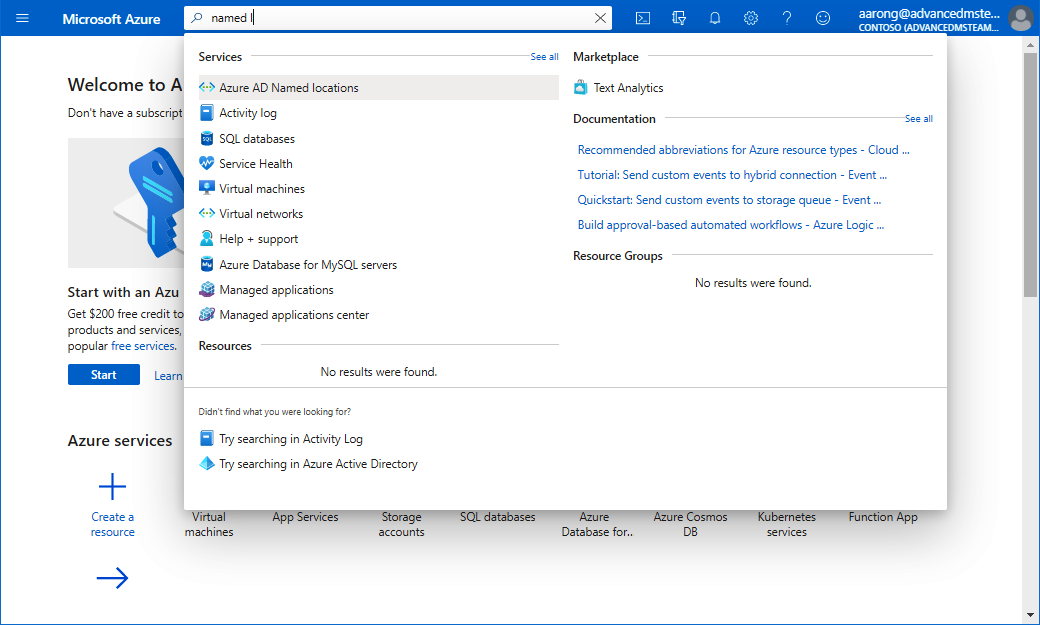 Microsoft Azure
named l
aarong@advancedmste...
CONTOSO (ADVANCEDMSTEAM...
Welcome to A
Don't have a subscript
Start with an Azu
Get $200 free credit to
products and services,
popular free services.
Start
Learn
Services
See all
Azure AD Named locations
Activity log
SQL databases
Service Health
Virtual machines
Virtual networks
Help + support
Azure Database for MySQL servers
Managed applications
Managed applications center
Resources
No results were found.
Marketplace
Text Analytics
Documentation
See all
Recommended abbreviations for Azure resource types - Cloud ...
Tutorial: Send custom events to hybrid connection - Event ...
Quickstart: Send custom events to storage queue - Event ...
Build approval-based automated workflows - Azure Logic ...
Resource Groups
No results were found.
Didn't find what you were looking for?
Try searching in Activity Log
Try searching in Azure Active Directory
Azure services
Create a
resource
Virtual
machines
App Services
Storage
accounts
SQL databases
Azure
Database for..
Azure Cosmos
DB
Kubernetes
services
Function App